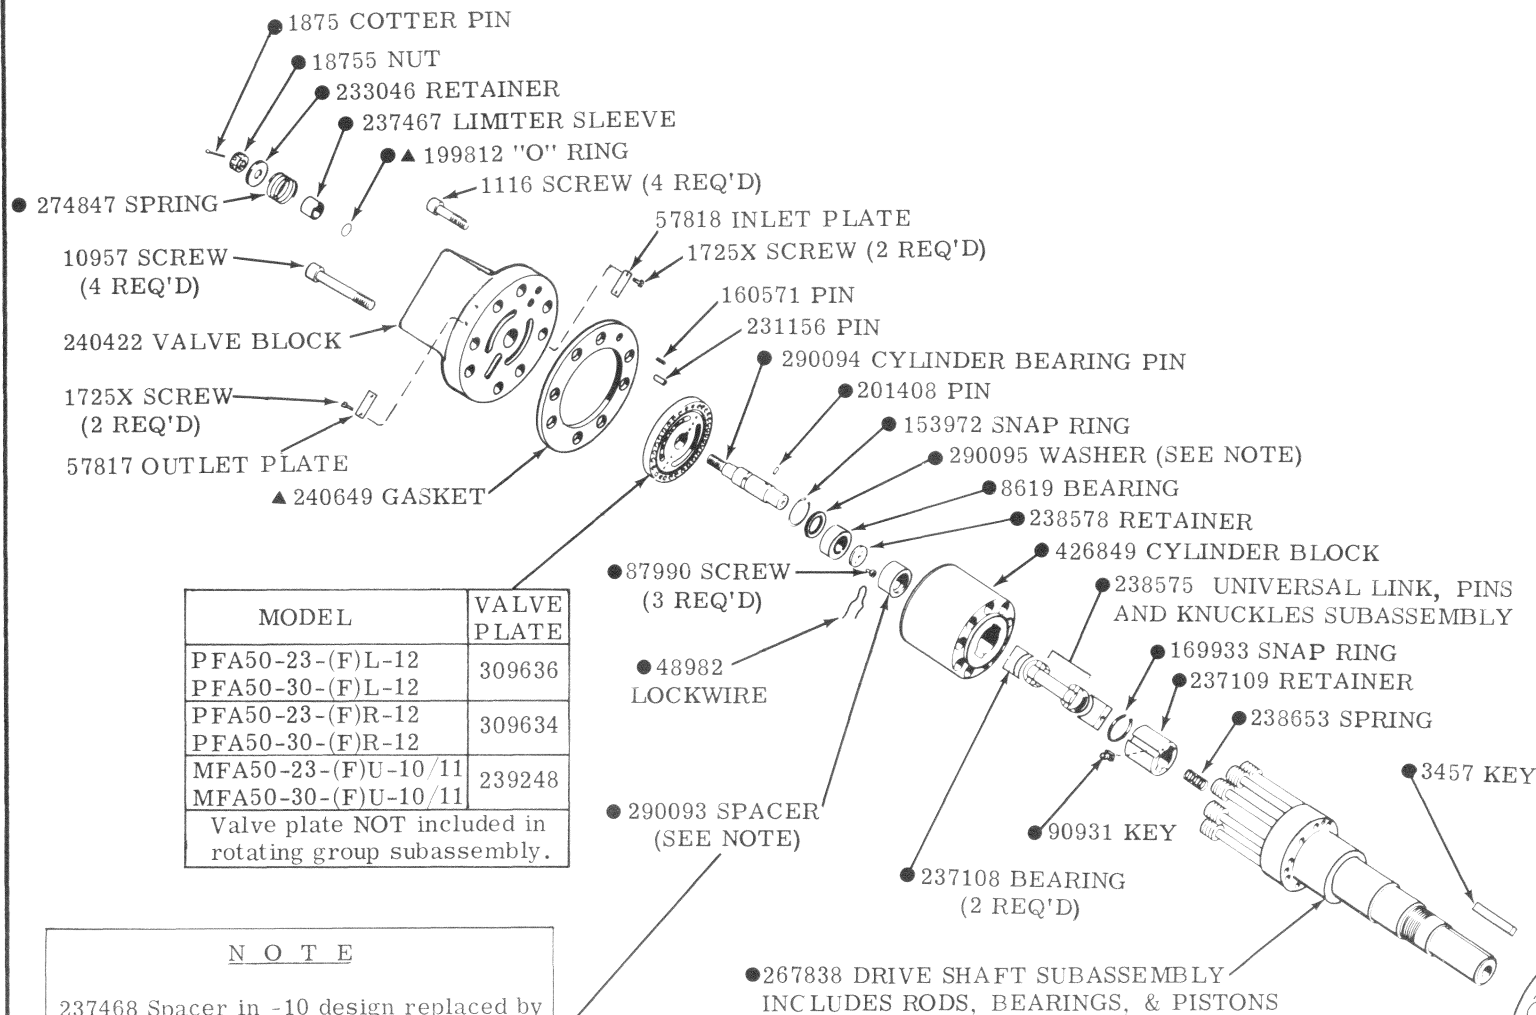 ● 1875 COTTER PIN
● 18755 NUT
● 233046 RETAINER
● 237467 LIMITER SLEEVE
● ▲ 199812 "O" RING
1116 SCREW (4 REQ'D)
● 274847 SPRING
57818 INLET PLATE
1725X SCREW (2 REQ'D)
10957 SCREW
(4 REQ'D)
160571 PIN
231156 PIN
240422 VALVE BLOCK
● 290094 CYLINDER BEARING PIN
● 201408 PIN
1725X SCREW
(2 REQ'D)
● 153972 SNAP RING
● 290095 WASHER (SEE NOTE)
57817 OUTLET PLATE
▲ 240649 GASKET
● 8619 BEARING
● 238578 RETAINER
● 426849 CYLINDER BLOCK
● 87990 SCREW
(3 REQ'D)
● 238575 UNIVERSAL LINK, PINS
AND KNUCKLES SUBASSEMBLY
● 48982
LOCKWIRE
● 169933 SNAP RING
● 237109 RETAINER
● 238653 SPRING
● 3457 KEY
● 290093 SPACER
(SEE NOTE)
● 90931 KEY
● 237108 BEARING
(2 REQ'D)
● 267838 DRIVE SHAFT SUBASSEMBLY
INCLUDES RODS, BEARINGS, & PISTONS
MODEL
VALVE
PLATE
PFA50-23-(F)L-12
PFA50-30-(F)L-12
309636
PFA50-23-(F)R-12
PFA50-30-(F)R-12
309634
MFA50-23-(F)U-10/11
MFA50-30-(F)U-10/11
239248
Valve plate NOT included in
rotating group subassembly.
N O T E
237468 Spacer in -10 design replaced by